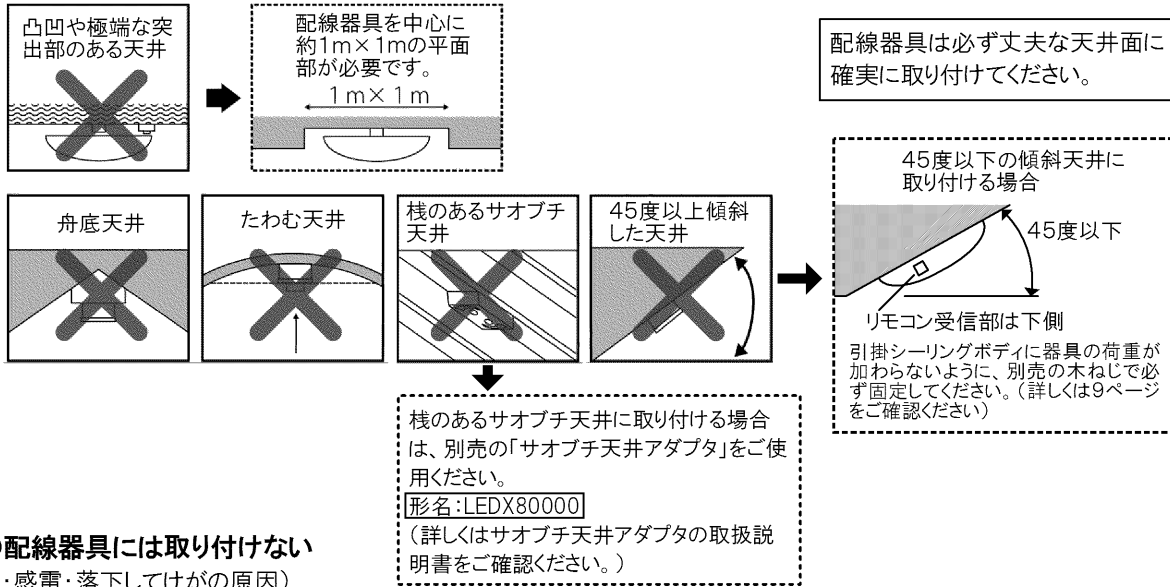 凸凹や極端な突
出部のある天井
配線器具を中心に
約1m×1mの平面
部が必要です。
1m×1m
配線器具は必ず丈夫な天井面に
確実に取り付けてください。
舟底天井
たわむ天井
桟のあるサオブチ
天井
45度以上傾斜
した天井
45度以下の傾斜天井に
取り付ける場合
45度以下
リモコン受信部は下側
引掛シーリングボディに器具の荷重が
加わらないように、別売の木ねじで必
ず固定してください。(詳しくは9ページ
をご確認ください)
桟のあるサオブチ天井に取り付ける場合
は、別売の「サオブチ天井アダプタ」をご使
用ください。
形名:LEDX80000
(詳しくはサオブチ天井アダプタの取扱説
明書をご確認ください。)
配線器具には取り付けない
・感電・落下してけがの原因)